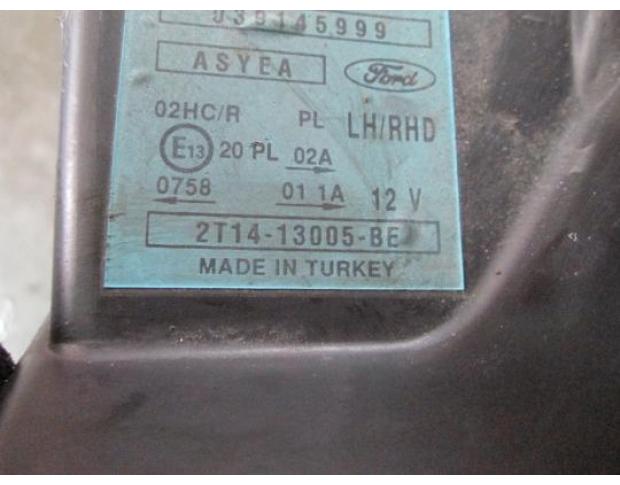 039145999
ASYEA Ford
02HC/R PL LH/RHD
E13 20 PL 02A
0758 01 1A 12 V
2T14-13005-BE
MADE IN TURKEY